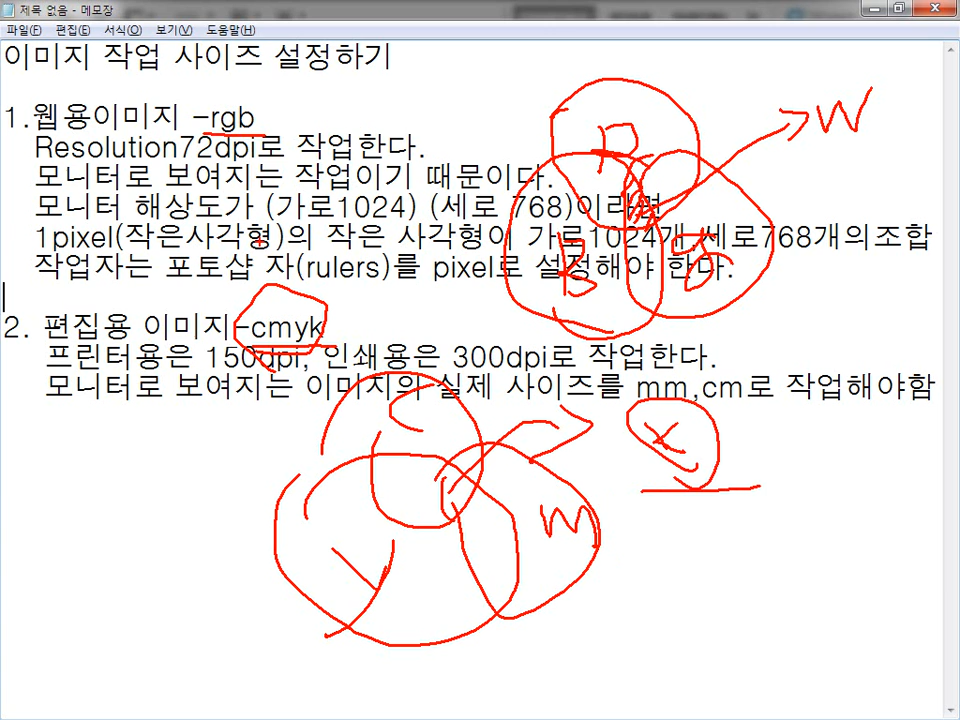 제목 없음 - 메모장
파일(F) 편집(E) 서식(O) 보기(V) 도움말(H)
이미지 작업 사이즈 설정하기
1.웹용이미지 -rgb
Resolution72dpi로 작업한다.
모니터로 보여지는 작업이기 때문이다.
모니터 해상도가 (가로1024) (세로 768)이라면
1pixel(작은사각형)의 작은 사각형이 가로1024개,세로768개의조합
작업자는 포토샵 자(rulers)를 pixel로 설정해야 한다.
2. 편집용 이미지-cmyk
프린터용은 150dpi, 인쇄용은 300dpi로 작업한다.
모니터로 보여지는 이미지의 실제 사이즈를 mm,cm로 작업해야함
R
W
B
g
C
K
M
Y